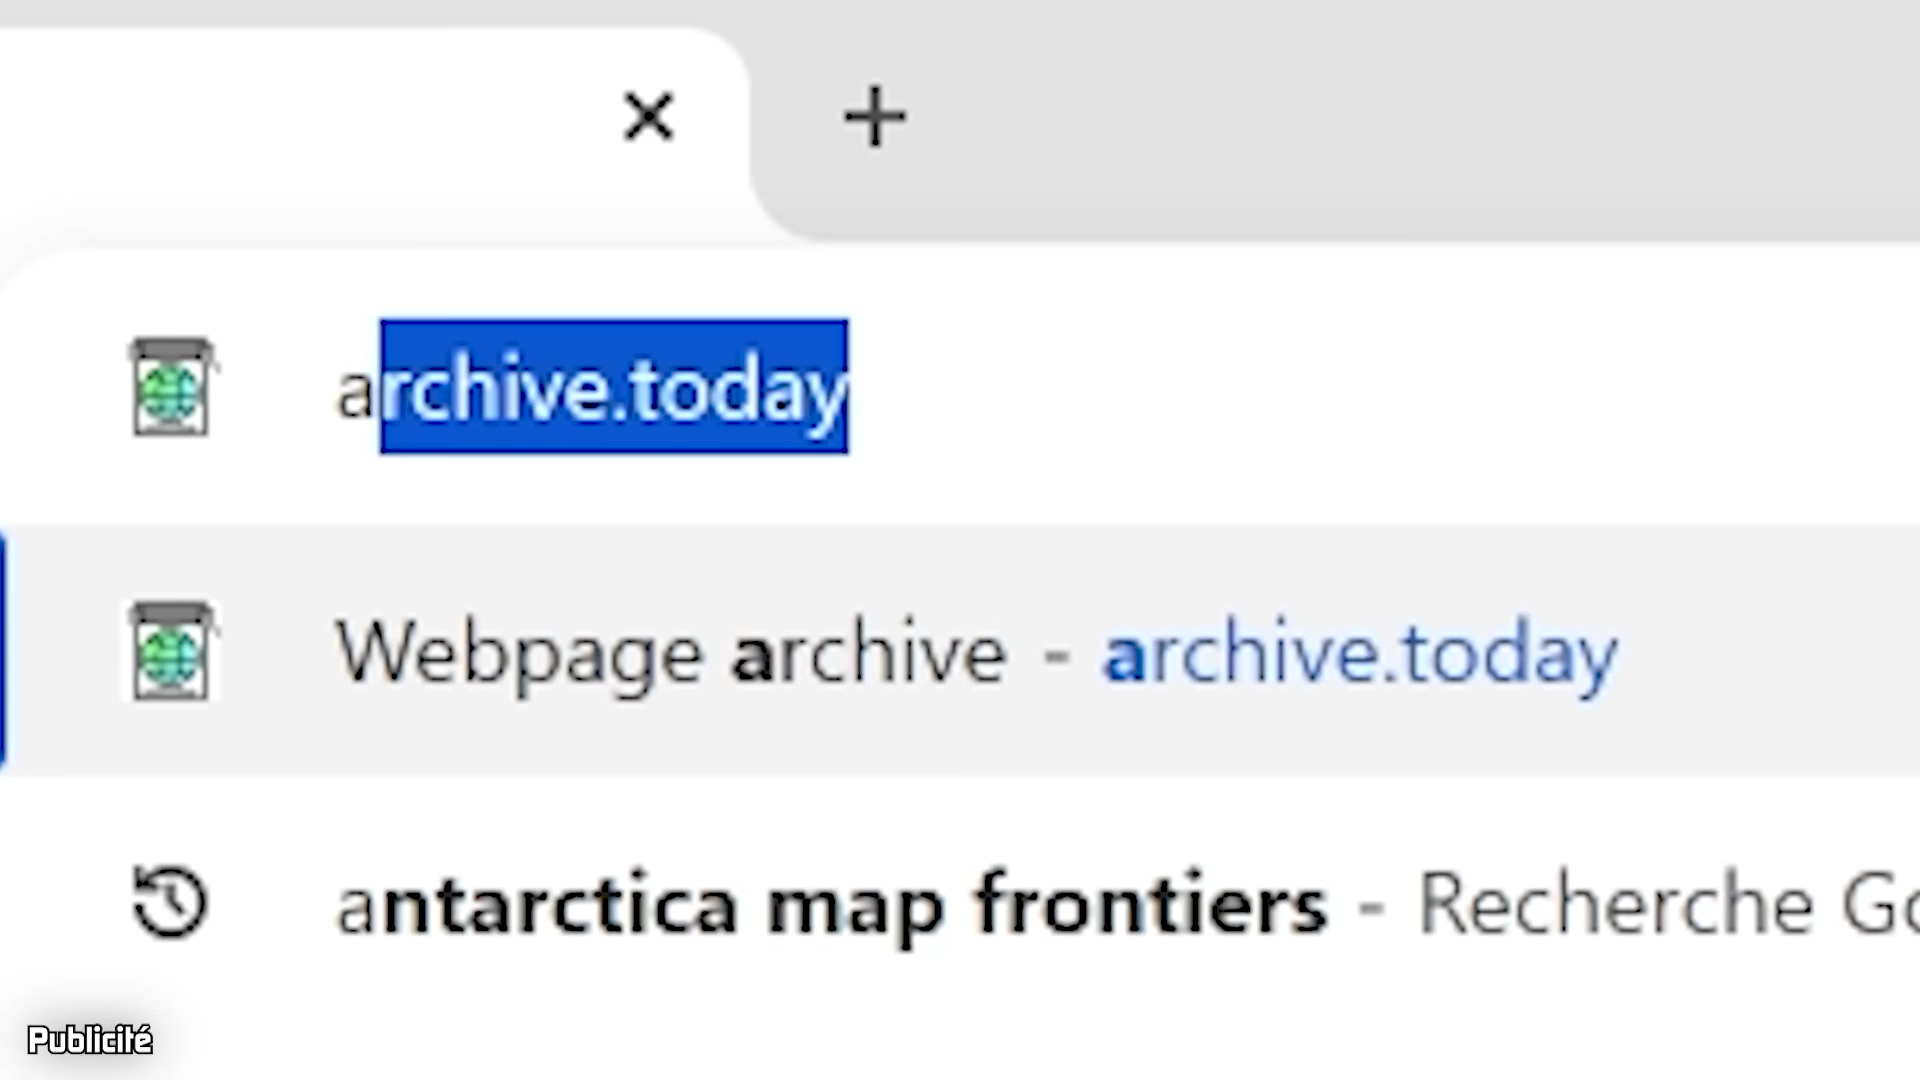 archive.today
Webpage archive - archive.today
antarctica map frontiers - Recherche
Publicité